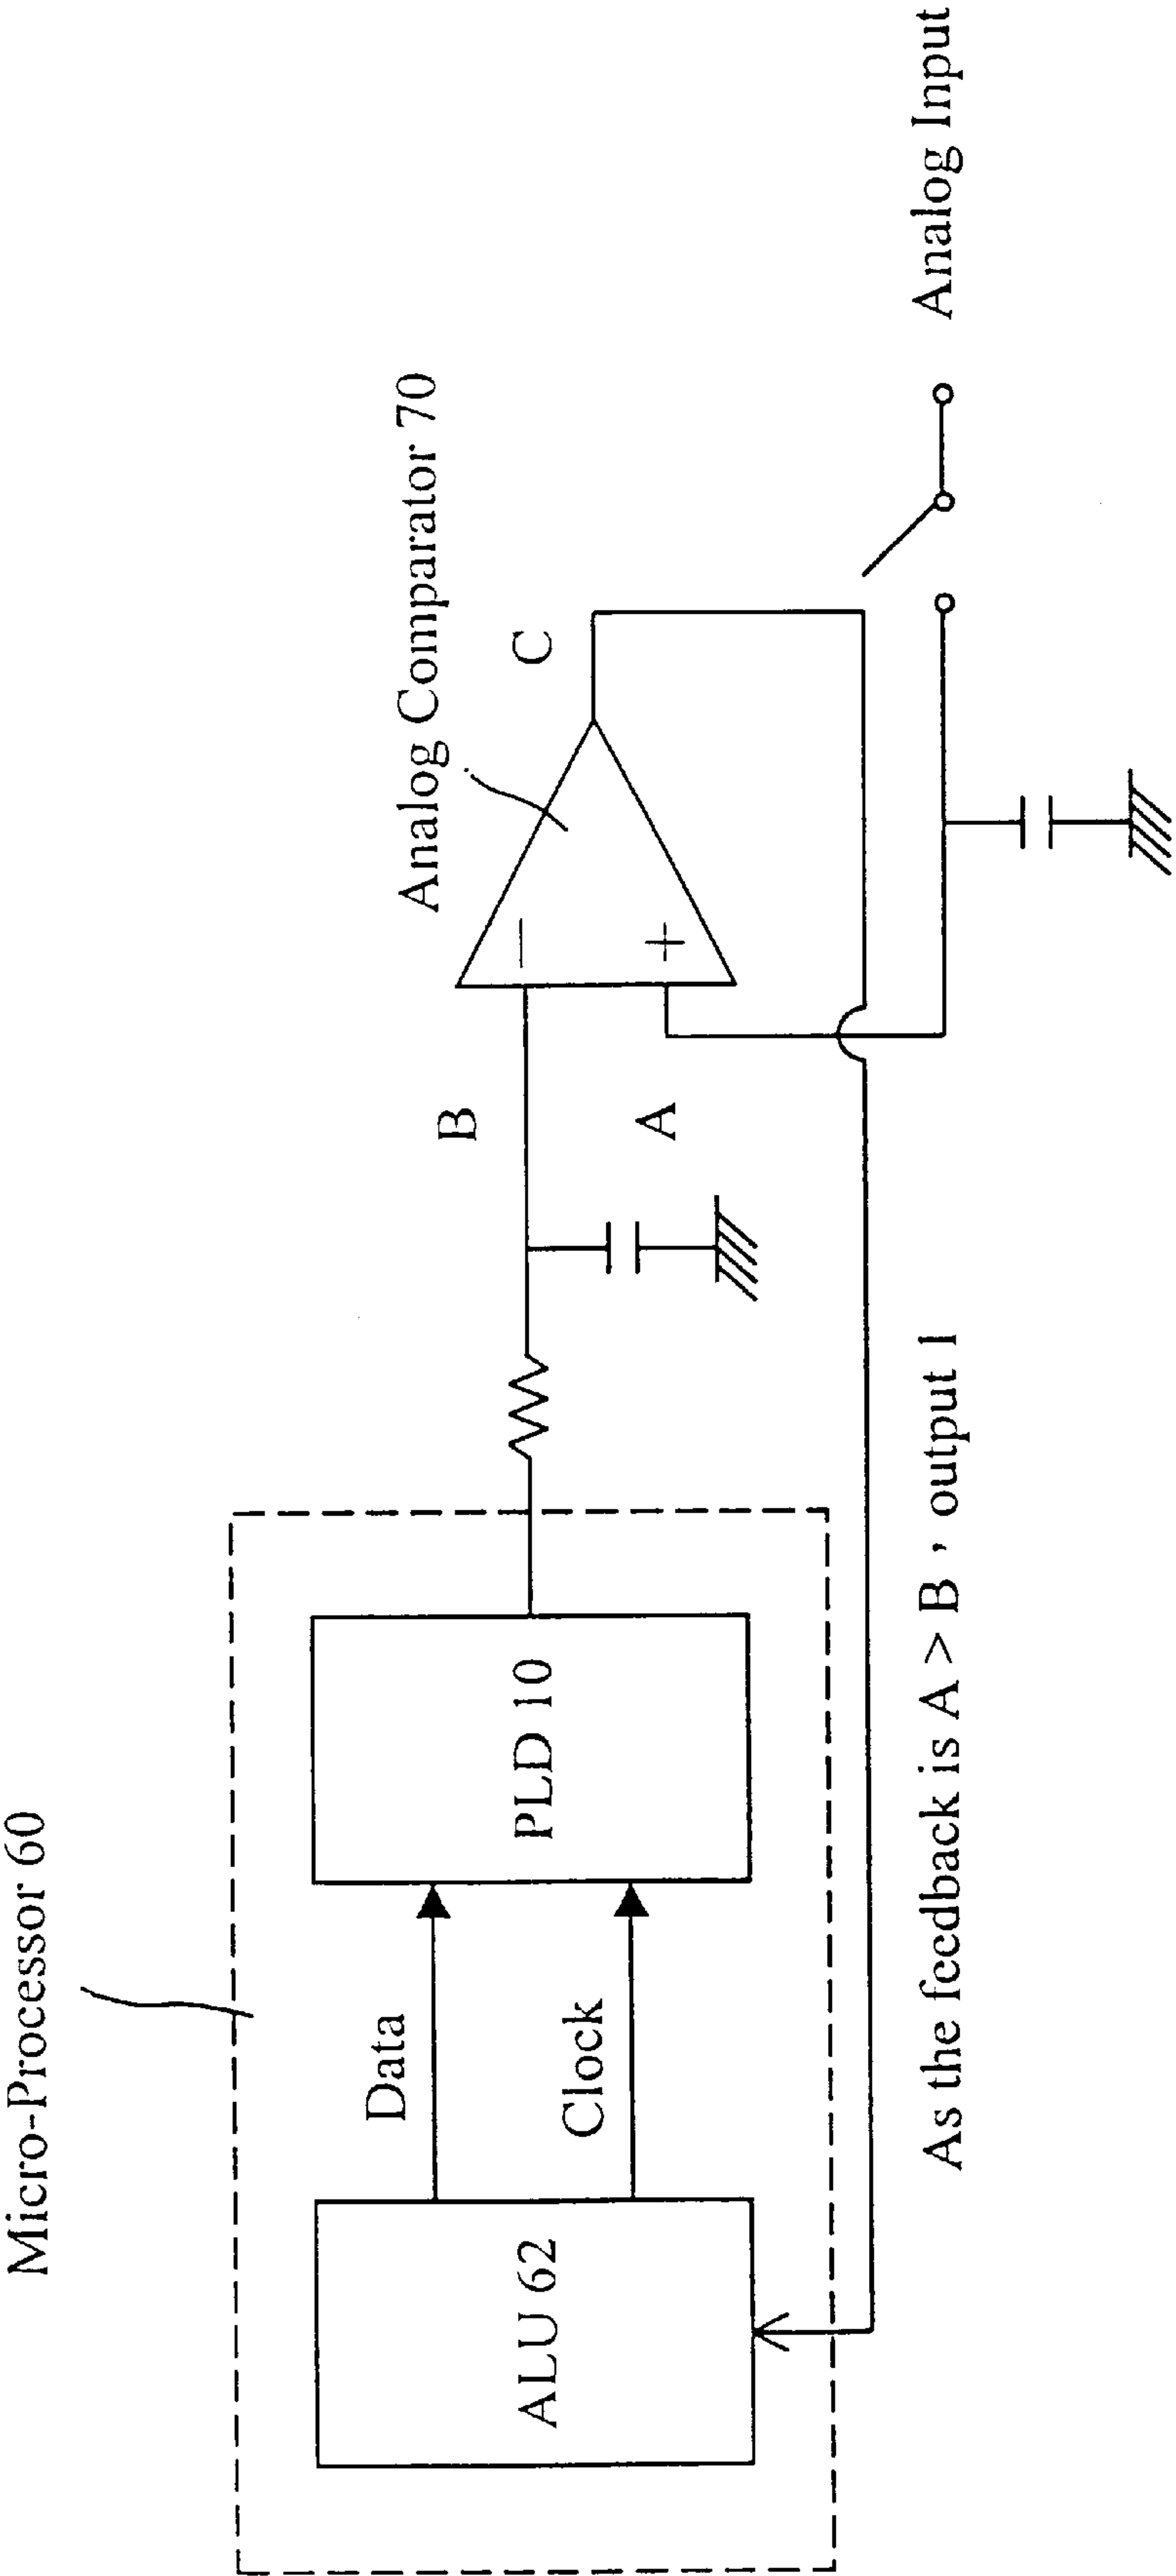 Micro-Processor 60
ALU 62
Data
Clock
PLD 10
B
A
−
+
Analog Comparator 70
C
Analog Input
As the feedback is A > B , output 1